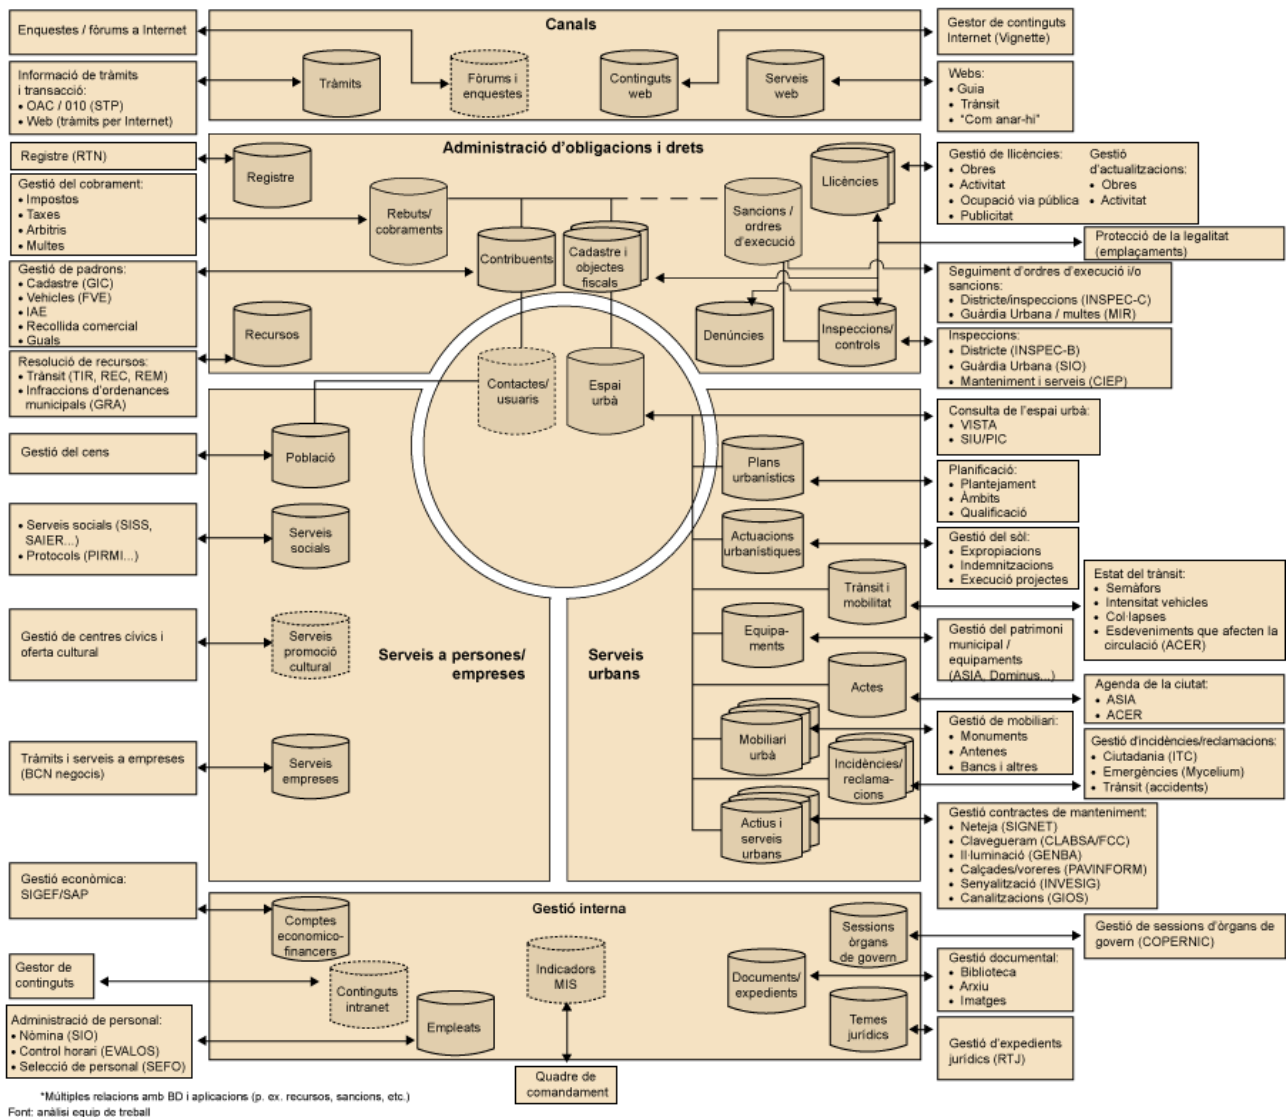 Canals
Enquestes / fòrums a Internet
Informació de tràmits
i transacció:
• OAC / 010 (STP)
• Web (tràmits per Internet)
Tràmits
Fòrums i
enquestes
Continguts
web
Serveis
web
Gestor de continguts
Internet (Vignette)
Webs:
• Guia
• Trànsit
• “Com anar-hi”
Administració d’obligacions i drets
Registre (RTN)
Gestió del cobrament:
• Impostos
• Taxes
• Arbitris
• Multes
Gestió de padrons:
• Cadastre (GIC)
• Vehicles (FVE)
• IAE
• Recollida comercial
• Guals
Resolució de recursos:
• Trànsit (TIR, REC, REM)
• Infraccions d’ordenances
municipals (GRA)
Registre
Rebuts/
cobraments
Contribuents
Cadastre i
objectes
fiscals
Sancions /
ordres
d’execució
Llicències
Recursos
Denúncies
Inspeccions/
controls
Gestió de llicències:
• Obres
• Activitat
• Ocupació via pública
• Publicitat
Gestió
d’actualitzacions:
• Obres
• Activitat
Protecció de la legalitat
(emplaçaments)
Seguiment d’ordres d’execució i/o
sancions:
• Districte/inspeccions (INSPEC-C)
• Guàrdia Urbana / multes (MIR)
Inspeccions:
• Districte (INSPEC-B)
• Guàrdia Urbana (SIO)
• Manteniment i serveis (CIEP)
Contactes/
usuaris
Espai
urbà
Gestió del cens
• Serveis socials (SISS,
SAIER...)
• Protocols (PIRMI...)
Gestió de centres cívics i
oferta cultural
Tràmits i serveis a empreses
(BCN negocis)
Població
Serveis
socials
Serveis
promoció
cultural
Serveis
empreses
Serveis a persones/
empreses
Serveis
urbans
Plans
urbanístics
Actuacions
urbanístiques
Trànsit i
mobilitat
Equipa-
ments
Actes
Mobiliari
urbà
Incidències/
reclama-
cions
Actius i
serveis
urbans
Consulta de l’espai urbà:
• VISTA
• SIU/PIC
Planificació:
• Plantejament
• Àmbits
• Qualificació
Gestió del sòl:
• Expropiacions
• Indemnitzacions
• Execució projectes
Estat del trànsit:
• Semàfors
• Intensitat vehicles
• Col·lapses
• Esdeveniments que afecten la
circulació (ACER)
Gestió del patrimoni
municipal /
equipaments
(ASIA, Dominus...)
Agenda de la ciutat:
• ASIA
• ACER
Gestió de mobiliari:
• Monuments
• Antenes
• Bancs i altres
Gestió d’incidències/reclamacions:
• Ciutadania (ITC)
• Emergències (Mycelium)
• Trànsit (accidents)
Gestió contractes de manteniment:
• Neteja (SIGNET)
• Clavegueram (CLABSA/FCC)
• Il·luminació (GENBA)
• Calçades/voreres (PAVINFORM)
• Senyalització (INVESIG)
• Canalitzacions (GIOS)
Gestió interna
Gestió econòmica:
SIGEF/SAP
Gestor de
continguts
Administració de personal:
• Nòmina (SIO)
• Control horari (EVALOS)
• Selecció de personal (SEFO)
Comptes
economico-
financers
Continguts
intranet
Empleats
Indicadors
MIS
Documents/
expedients
Sessions
òrgans
de govern
Temes
jurídics
Gestió de sessions d’òrgans de
govern (COPERNIC)
Gestió documental:
• Biblioteca
• Arxiu
• Imatges
Gestió d’expedients
jurídics (RTJ)
Quadre de
comandament
*Múltiples relacions amb BD i aplicacions (p. ex. recursos, sancions, etc.)
Font: anàlisi equip de treball